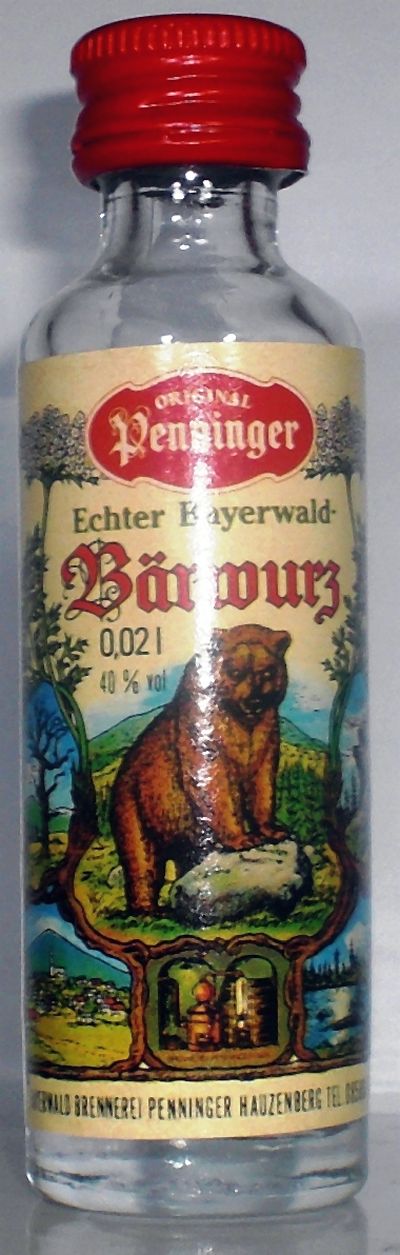 ORIGINAL
Penninger
Echter Bayerwald-
Bärwurz
0,02 l
40 % vol
BRENNEREI PENNINGER HAUZENBERG TEL.